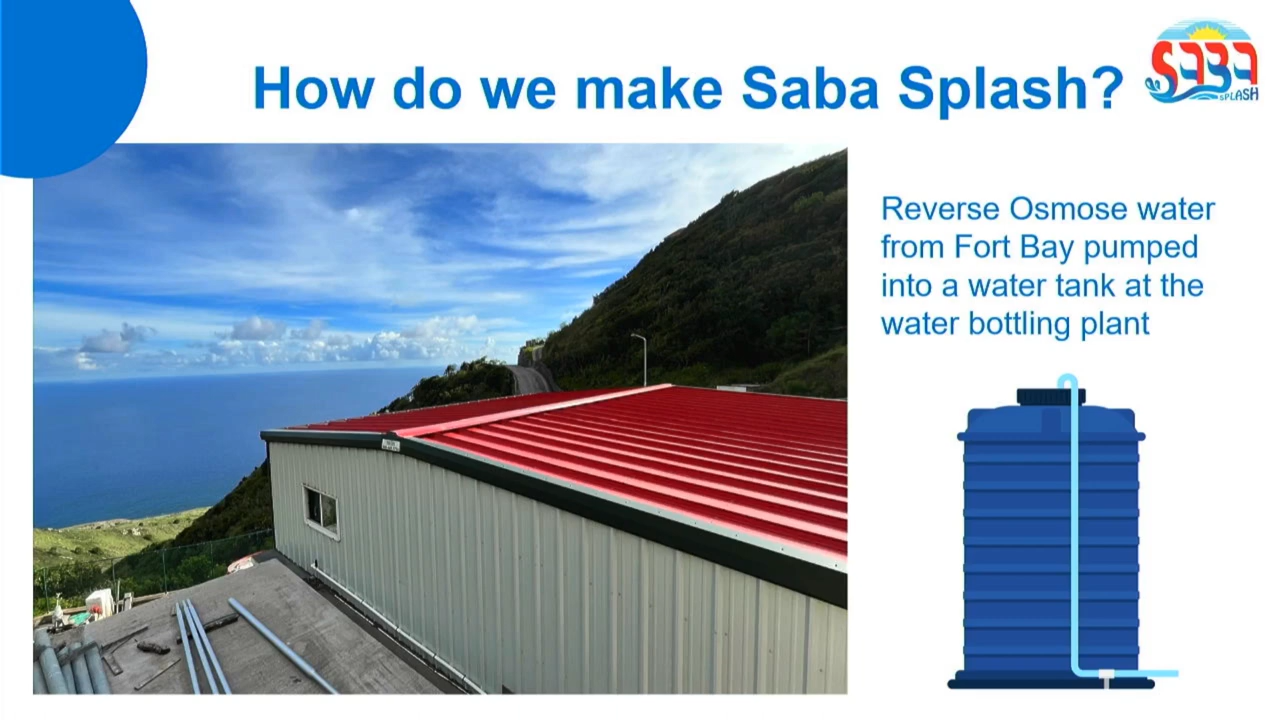 How do we make Saba Splash?
SABA
SPLASH
Reverse Osmose water
from Fort Bay pumped
into a water tank at the
water bottling plant